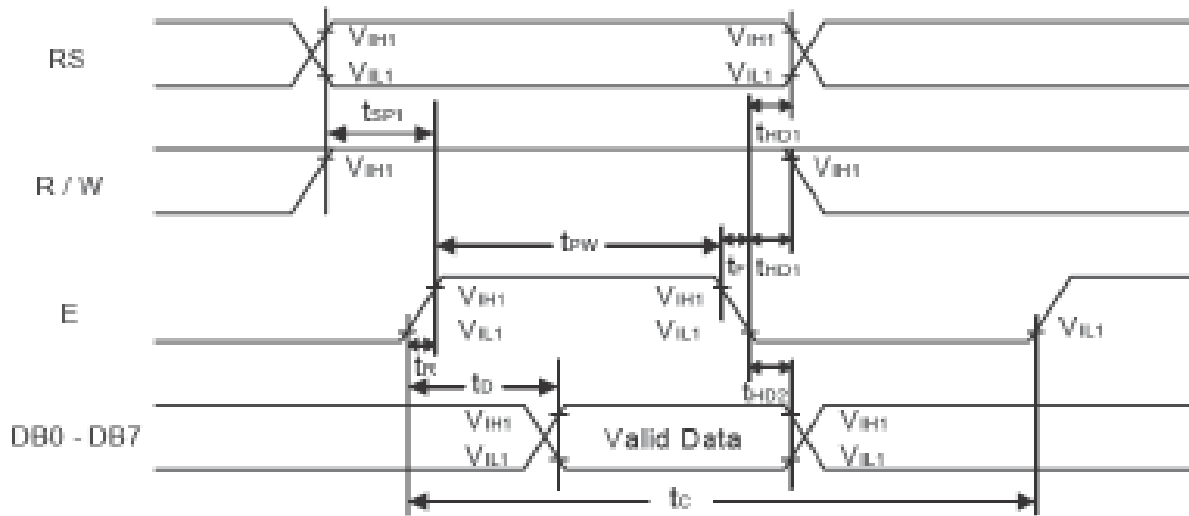 RS VIH1 VIH1
VIL1 VIL1
tSP1 tHD1
R / W VIH1 VIH1
tPW tF tHD1
E VIH1 VIH1
VIL1 VIL1 VIL1
tR tD tHD2
DB0 - DB7 VIH1 Valid Data VIH1
VIL1 VIL1
tC